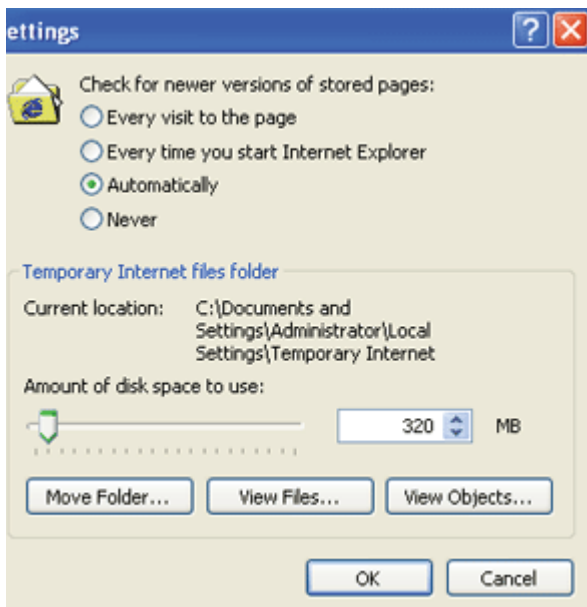 ettings
Check for newer versions of stored pages:
Every visit to the page
Every time you start Internet Explorer
Automatically
Never
Temporary Internet files folder
Current location: C:\Documents and
Settings\Administrator\Local
Settings\Temporary Internet
Amount of disk space to use:
320 MB
Move Folder... View Files... View Objects...
OK Cancel